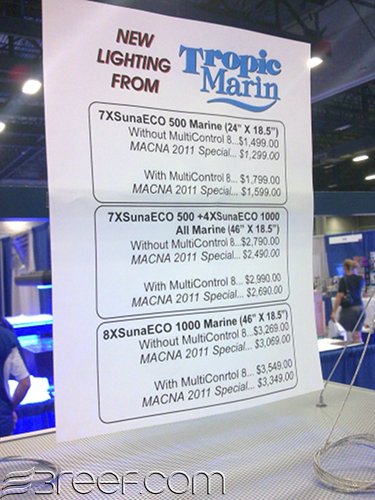 NEW
LIGHTING
FROM
Tropic
Marin
7XSunaECO 500 Marine (24" X 18.5")
Without MultiControl 8...$1,499.00
MACNA 2011 Special... $1,299.00
With MultiControl 8... $1,799.00
MACNA 2011 Special... $1,599.00
7XSunaECO 500 +4XSunaECO 1000
All Marine (46" X 18.5")
Without MultiControl 8... $2,790.00
MACNA 2011 Special... $2,490.00
With MultiControl 8... $2,990.00
MACNA 2011 Special... $2,690.00
8XSunaECO 1000 Marine (46" X 18.5")
Without MultiControl 8... $3,269.00
MACNA 2011 Special... $3,069.00
With MultiConrtol 8... $3,549.00
MACNA 2011 Special... $3,349.00
3reef.com